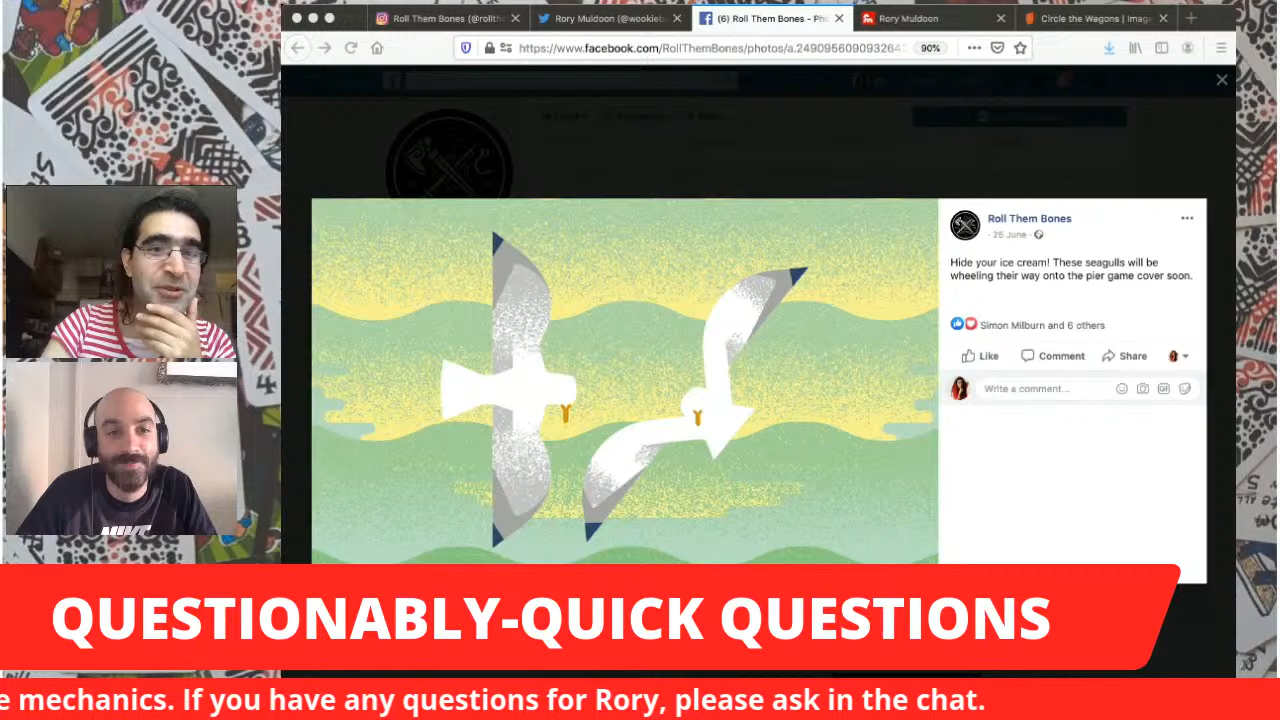 Roll Them Bones (@rollth
Rory Muldoon (@wookieb
(6) Roll Them Bones - Pho
Rory Muldoon
Circle the Wagons | Image
https://www.facebook.com/RollThemBones/photos/a.249095609093264
90%
Roll Them Bones
· 25 June ·
Hide your ice cream! These seagulls will be
wheeling their way onto the pier game cover soon.
Simon Milburn and 6 others
Like Comment Share
Write a comment...
GIF
NIKE
QUESTIONABLY-QUICK QUESTIONS
e mechanics. If you have any questions for Rory, please ask in the chat.